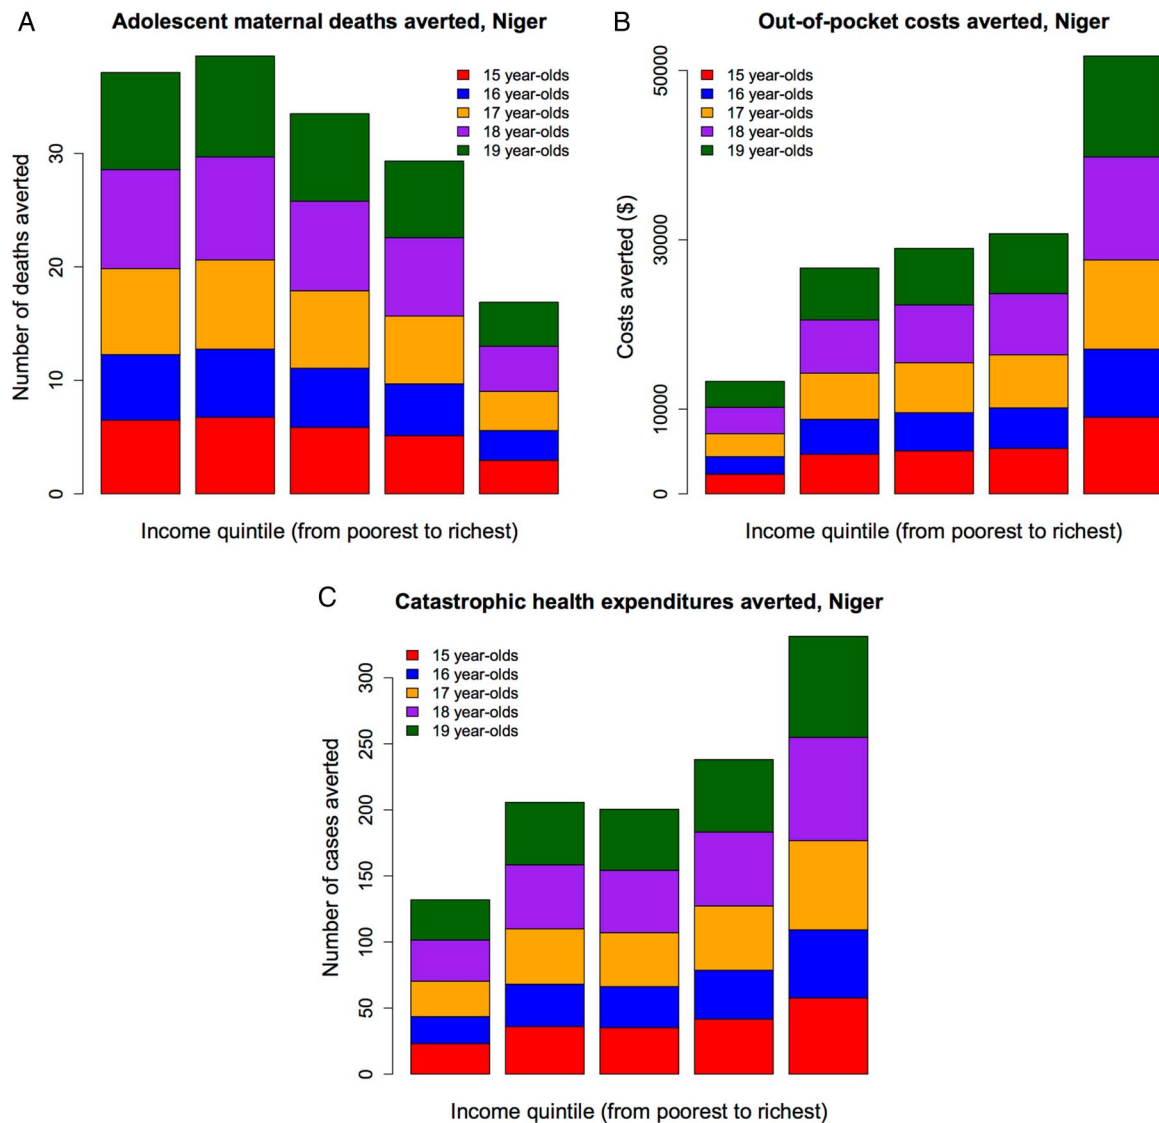 A
Adolescent maternal deaths averted, Niger
15 year-olds
16 year-olds
17 year-olds
18 year-olds
19 year-olds
Number of deaths averted
30
20
10
0
Income quintile (from poorest to richest)
B
Out-of-pocket costs averted, Niger
15 year-olds
16 year-olds
17 year-olds
18 year-olds
19 year-olds
Costs averted ($)
50000
30000
10000
0
Income quintile (from poorest to richest)
C
Catastrophic health expenditures averted, Niger
15 year-olds
16 year-olds
17 year-olds
18 year-olds
19 year-olds
Number of cases averted
300
250
200
150
100
50
0
Income quintile (from poorest to richest)